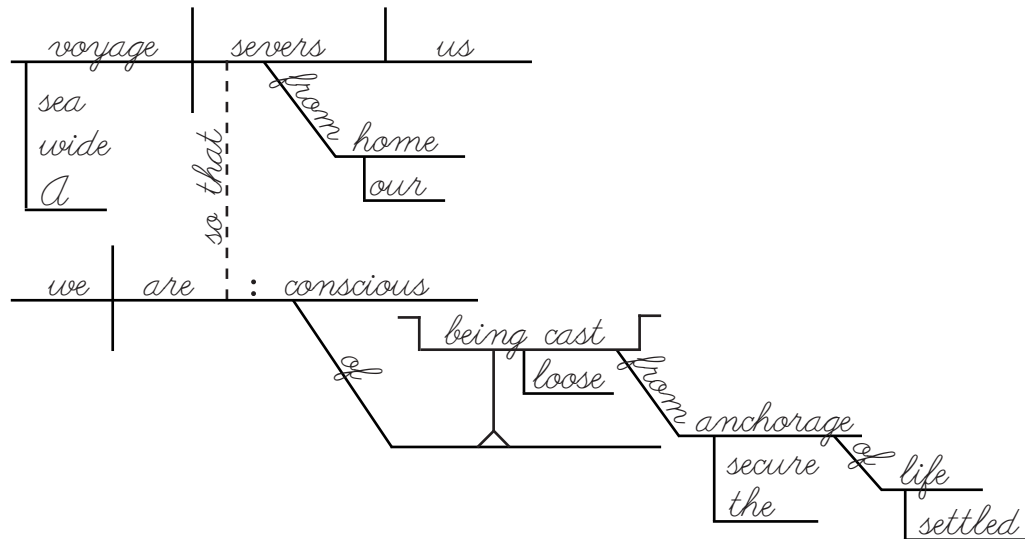 voyage severs us
sea
from
wide
home
A
our
so that
we are : conscious
being cast
of
loose
from
anchorage
secure
of
life
the
settled